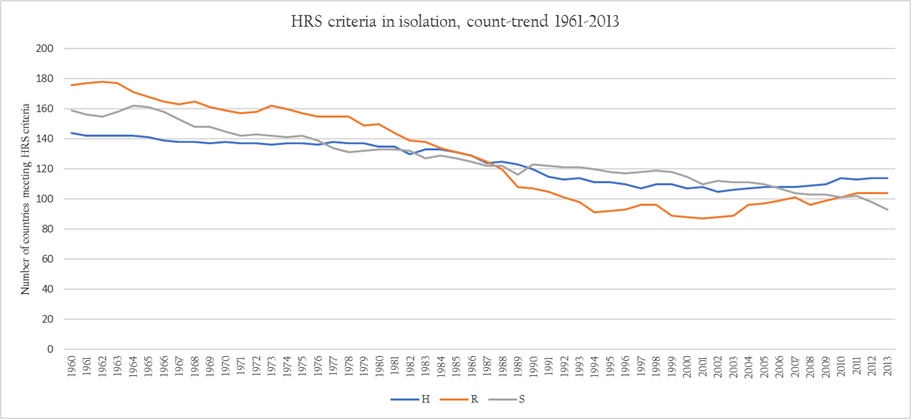 HRS criteria in isolation, count-trend 1961-2013
Number of countries meeting HRS criteria
200
180
160
140
120
100
80
60
40
20
0
1960 1961 1962 1963 1964 1965 1966 1967 1968 1969 1970 1971 1972 1973 1974 1975 1976 1977 1978 1979 1980 1981 1982 1983 1984 1985 1986 1987 1988 1989 1990 1991 1992 1993 1994 1995 1996 1997 1998 1999 2000 2001 2002 2003 2004 2005 2006 2007 2008 2009 2010 2011 2012 2013
H R S